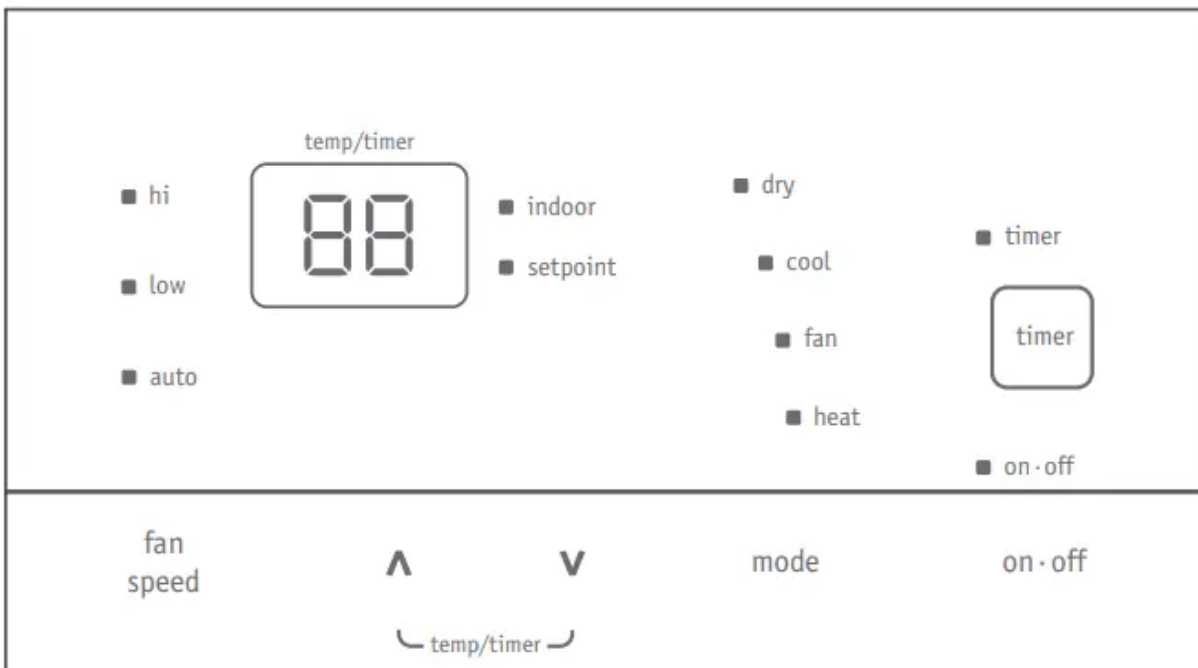 temp/timer
hi
low
auto
88
indoor
setpoint
dry
cool
fan
heat
timer
timer
on·off
fan
speed
∧
∨
temp/timer
mode
on·off